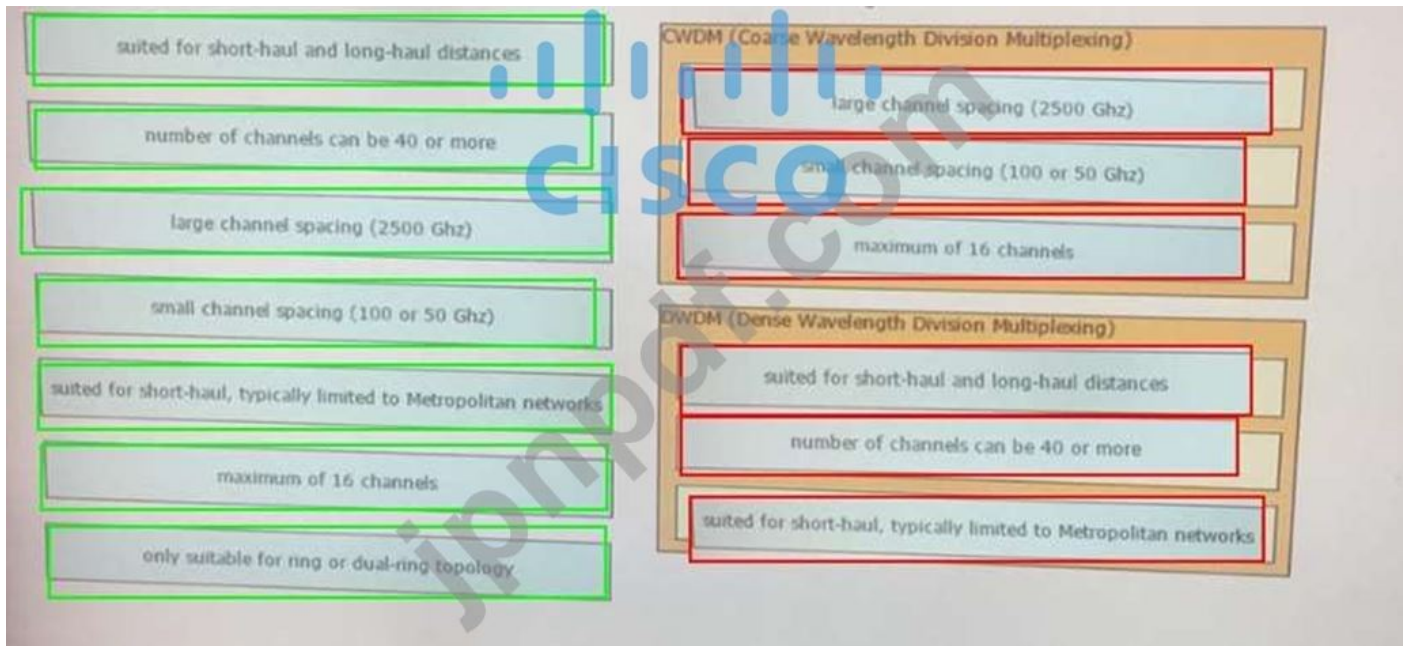 suited for short-haul and long-haul distances
number of channels can be 40 or more
large channel spacing (2500 Ghz)
small channel spacing (100 or 50 Ghz)
suited for short-haul, typically limited to Metropolitan networks
maximum of 16 channels
only suitable for ring or dual-ring topology
CWDM (Coarse Wavelength Division Multiplexing)
large channel spacing (2500 Ghz)
small channel spacing (100 or 50 Ghz)
maximum of 16 channels
DWDM (Dense Wavelength Division Multiplexing)
suited for short-haul and long-haul distances
number of channels can be 40 or more
suited for short-haul, typically limited to Metropolitan networks
CISCO
jpnpdf.com